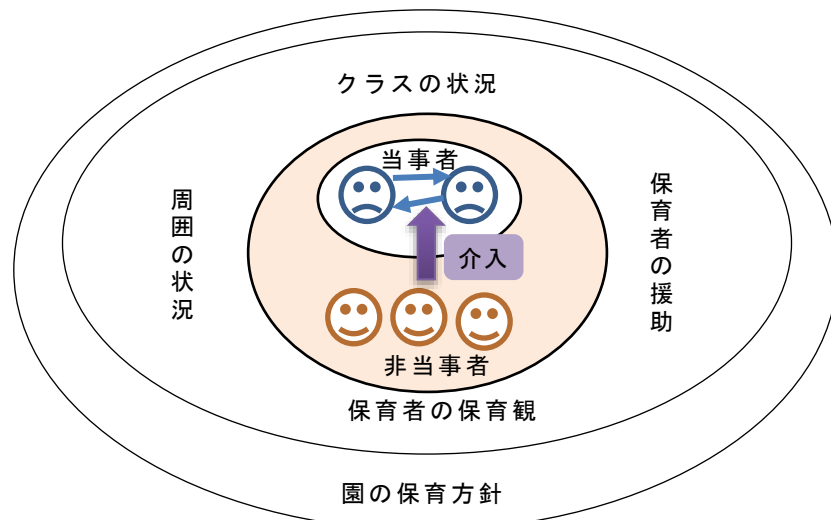 クラスの状況
当事者
周囲の状況
保育者の援助
介入
非当事者
保育者の保育観
園の保育方針